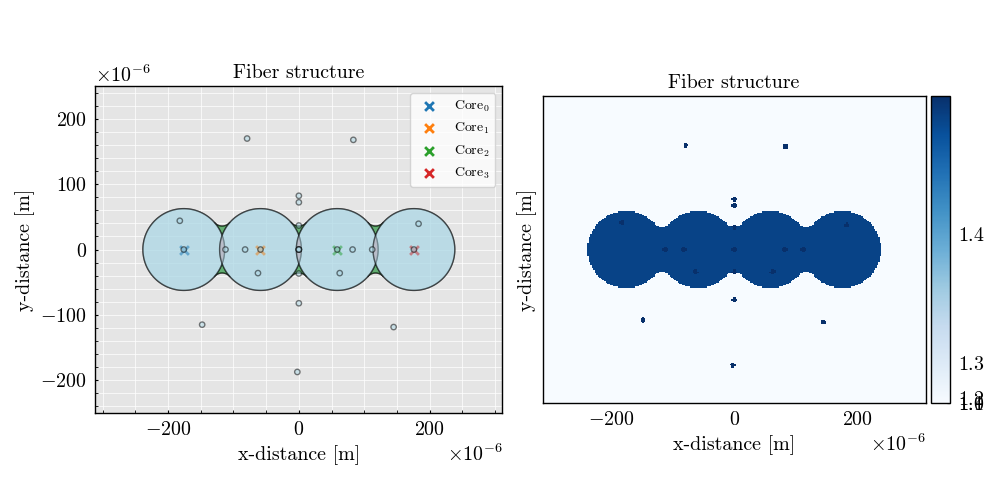 Fiber structure
×10⁻⁶
200
100
0
−100
−200
y-distance [m]
−200
0
200
x-distance [m]
×10⁻⁶
Core₀
Core₁
Core₂
Core₃
Fiber structure
y-distance [m]
−200
0
200
x-distance [m]
×10⁻⁶
1.4
1.3